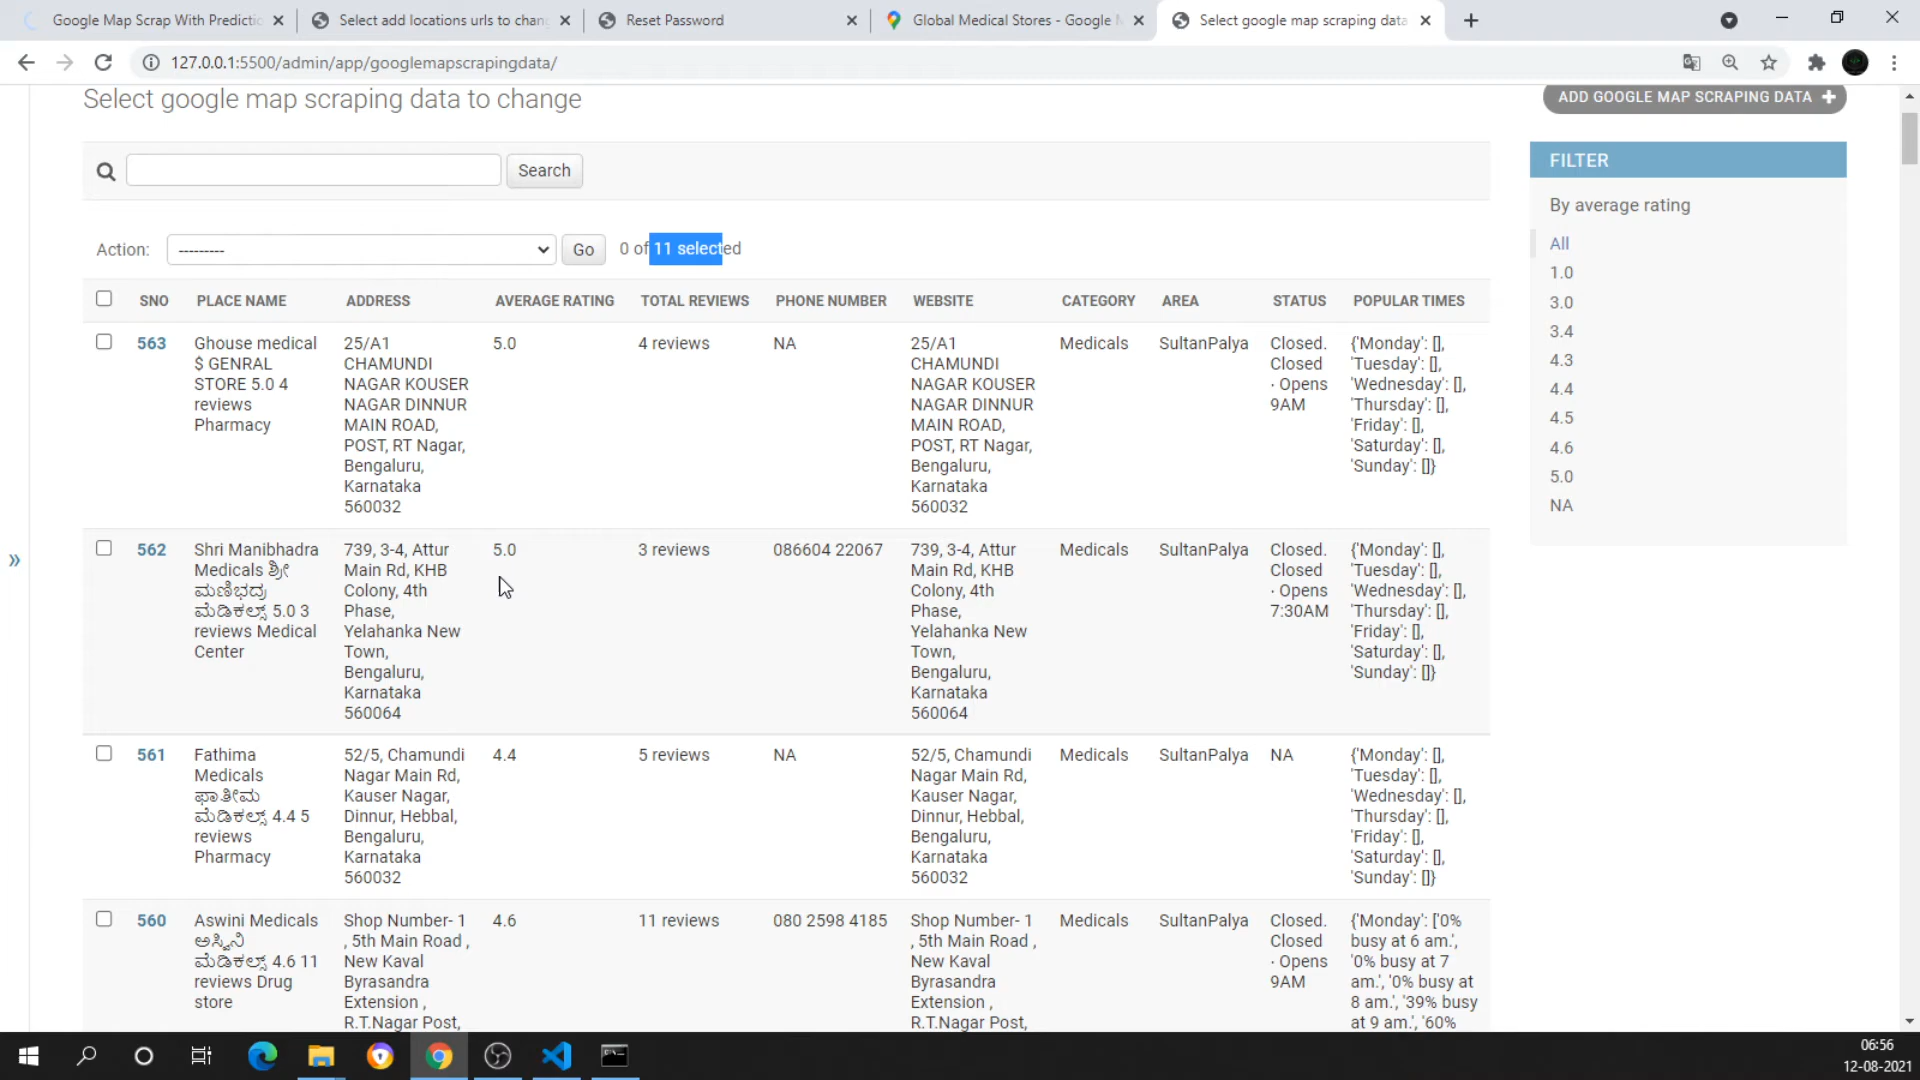 Google Map Scrap With Predictio
Select add locations urls to chan
Reset Password
Global Medical Stores - Google M
Select google map scraping data
127.0.0.1:5500/admin/app/googlemapscrapingdata/
Select google map scraping data to change
ADD GOOGLE MAP SCRAPING DATA +
Search
Action: --------- Go 0 of 11 selected
SNO PLACE NAME ADDRESS AVERAGE RATING TOTAL REVIEWS PHONE NUMBER WEBSITE CATEGORY AREA STATUS POPULAR TIMES
563
Ghouse medical
$ GENRAL
STORE 5.0 4
reviews
Pharmacy
25/A1
CHAMUNDI
NAGAR KOUSER
NAGAR DINNUR
MAIN ROAD,
POST, RT Nagar,
Bengaluru,
Karnataka
560032
5.0
4 reviews
NA
25/A1
CHAMUNDI
NAGAR KOUSER
NAGAR DINNUR
MAIN ROAD,
POST, RT Nagar,
Bengaluru,
Karnataka
560032
Medicals
SultanPalya
Closed.
Closed
· Opens
9AM
{'Monday': [],
'Tuesday': [],
'Wednesday': [],
'Thursday': [],
'Friday': [],
'Saturday': [],
'Sunday': []}
562
Shri Manibhadra
Medicals ಶ್ರೀ
ಮಣಿಭದ್ರ
ಮೆಡಿಕಲ್ಸ್ 5.0 3
reviews Medical
Center
739, 3-4, Attur
Main Rd, KHB
Colony, 4th
Phase,
Yelahanka New
Town,
Bengaluru,
Karnataka
560064
5.0
3 reviews
086604 22067
739, 3-4, Attur
Main Rd, KHB
Colony, 4th
Phase,
Yelahanka New
Town,
Bengaluru,
Karnataka
560064
Medicals
SultanPalya
Closed.
Closed
· Opens
7:30AM
{'Monday': [],
'Tuesday': [],
'Wednesday': [],
'Thursday': [],
'Friday': [],
'Saturday': [],
'Sunday': []}
561
Fathima
Medicals
ಫಾತೀಮ
ಮೆಡಿಕಲ್ಸ್ 4.4 5
reviews
Pharmacy
52/5, Chamundi
Nagar Main Rd,
Kauser Nagar,
Dinnur, Hebbal,
Bengaluru,
Karnataka
560032
4.4
5 reviews
NA
52/5, Chamundi
Nagar Main Rd,
Kauser Nagar,
Dinnur, Hebbal,
Bengaluru,
Karnataka
560032
Medicals
SultanPalya
NA
{'Monday': [],
'Tuesday': [],
'Wednesday': [],
'Thursday': [],
'Friday': [],
'Saturday': [],
'Sunday': []}
560
Aswini Medicals
ಅಸ್ವಿನಿ
ಮೆಡಿಕಲ್ಸ್ 4.6 11
reviews Drug
store
Shop Number- 1
, 5th Main Road ,
New Kaval
Byrasandra
Extension ,
R.T.Nagar Post,
4.6
11 reviews
080 2598 4185
Shop Number- 1
, 5th Main Road ,
New Kaval
Byrasandra
Extension ,
R.T.Nagar Post,
Medicals
SultanPalya
Closed.
Closed
· Opens
9AM
{'Monday': ['0%
busy at 6 am.',
'0% busy at 7
am.', '0% busy at
8 am.', '39% busy
at 9 am.', '60%
FILTER
By average rating
All
1.0
3.0
3.4
4.3
4.4
4.5
4.6
5.0
NA
»
06:56
12-08-2021